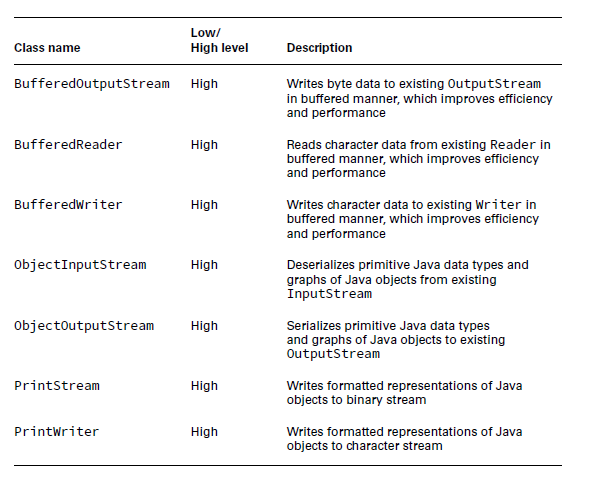 Low/
Class name High level Description
BufferedOutputStream High Writes byte data to existing OutputStream
in buffered manner, which improves efficiency
and performance
BufferedReader High Reads character data from existing Reader in
buffered manner, which improves efficiency
and performance
BufferedWriter High Writes character data to existing Writer in
buffered manner, which improves efficiency
and performance
ObjectInputStream High Deserializes primitive Java data types and
graphs of Java objects from existing
InputStream
ObjectOutputStream High Serializes primitive Java data types
and graphs of Java objects to existing
OutputStream
PrintStream High Writes formatted representations of Java
objects to binary stream
PrintWriter High Writes formatted representations of Java
objects to character stream